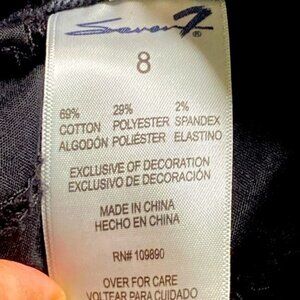 Seven7®
8
69% 29% 2%
COTTON POLYESTER SPANDEX
ALGODÓN POLIÉSTER ELASTINO
EXCLUSIVE OF DECORATION
EXCLUSIVO DE DECORACIÓN
MADE IN CHINA
HECHO EN CHINA
RN# 109890
OVER FOR CARE
VOLTEAR PARA CUIDADO